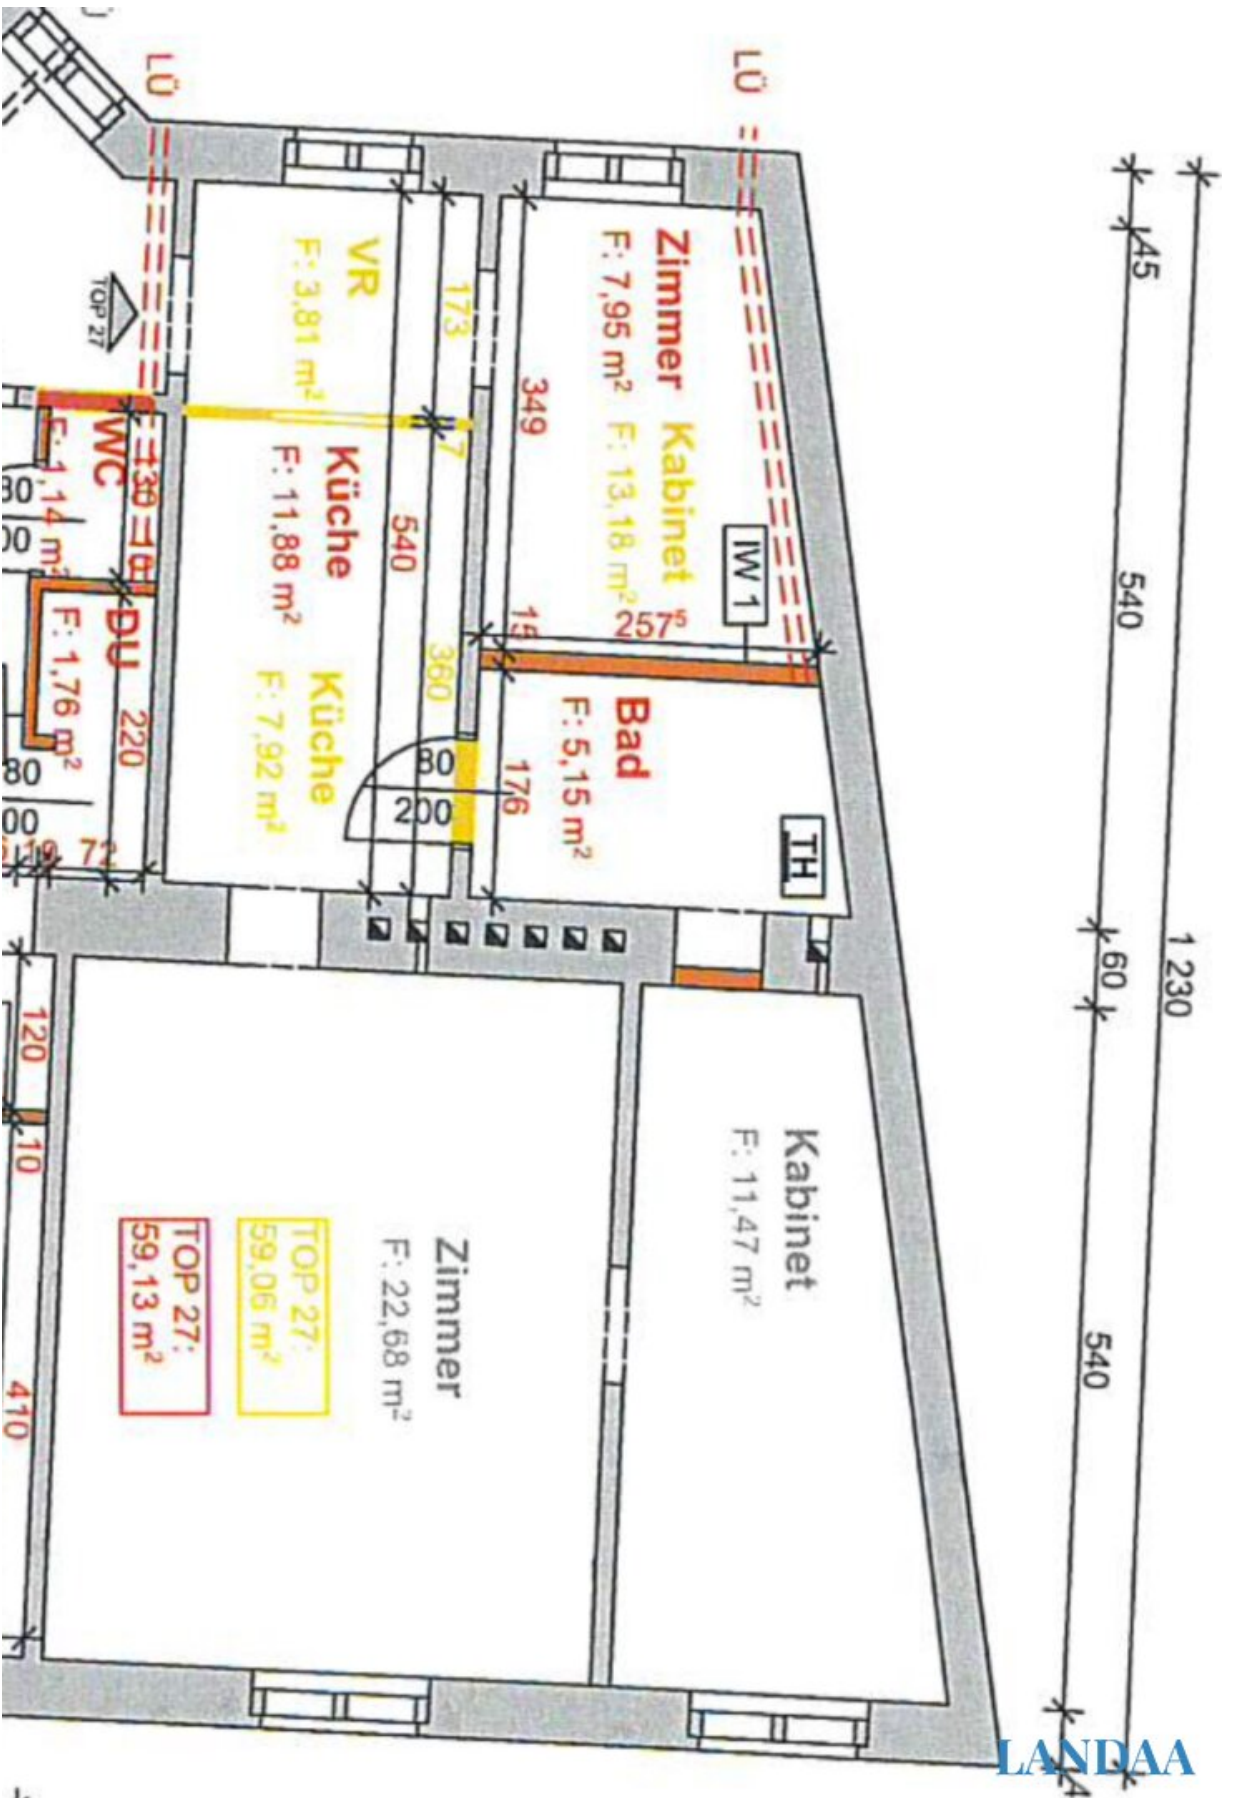 LÜ
LÜ
VR
F: 3,81 m²
173
Zimmer
F: 7,95 m²
Kabinet
F: 13,18 m²
349
45
TOP 27
WC
F: 1,14 m²
130
10
7
Küche
F: 11,88 m²
540
IW 1
540
15
257⁵
DU
F: 1,76 m²
220
Küche
F: 7,92 m²
360
Bad
F: 5,15 m²
80
200
176
TH
72
60
1 230
120
10
410
Kabinet
F: 11,47 m²
Zimmer
F: 22,68 m²
TOP 27:
59,06 m²
TOP 27:
59,13 m²
540
LANDAA